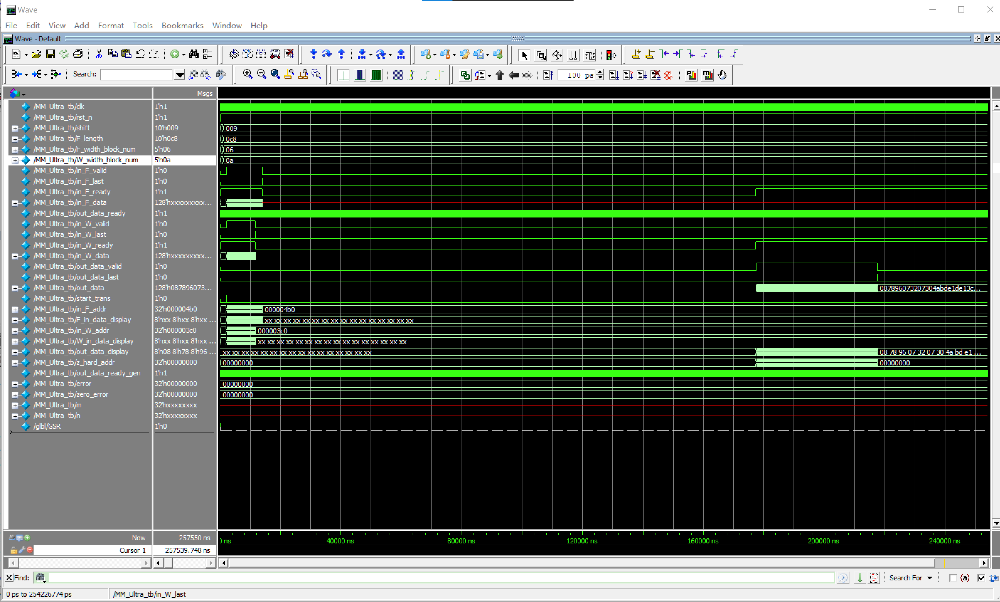 Wave
File Edit View Add Format Tools Bookmarks Window Help
Wave - Default
Search:
100 ps
Msgs
/MM_Ultra_tb/clk 1'h1
/MM_Ultra_tb/rst_n 1'h1
/MM_Ultra_tb/shift 10'h009 009
/MM_Ultra_tb/F_length 10'h0c8 0c8
/MM_Ultra_tb/F_width_block_num 5'h06 06
/MM_Ultra_tb/W_width_block_num 5'h0a 0a
/MM_Ultra_tb/in_F_valid 1'h0
/MM_Ultra_tb/in_F_last 1'h0
/MM_Ultra_tb/in_F_ready 1'h1
/MM_Ultra_tb/in_F_data 128'hxxxxxxxxxx...
/MM_Ultra_tb/out_data_ready 1'h1
/MM_Ultra_tb/in_W_valid 1'h0
/MM_Ultra_tb/in_W_last 1'h0
/MM_Ultra_tb/in_W_ready 1'h1
/MM_Ultra_tb/in_W_data 128'hxxxxxxxxxx...
/MM_Ultra_tb/out_data_valid 1'h0
/MM_Ultra_tb/out_data_last 1'h0
/MM_Ultra_tb/out_data 128'h087896073... 087896073207304abde1de13c...
/MM_Ultra_tb/start_trans 1'h0
/MM_Ultra_tb/in_F_addr 32'h000004b0 000004b0
/MM_Ultra_tb/F_in_data_display 8'hxx 8'hxx 8'hxx ... xx xx xx xx xx xx xx xx xx xx xx xx xx xx xx xx
/MM_Ultra_tb/in_W_addr 32'h000003c0 000003c0
/MM_Ultra_tb/W_in_data_display 8'hxx 8'hxx 8'hxx ... xx xx xx xx xx xx xx xx xx xx xx xx xx xx xx xx
/MM_Ultra_tb/out_data_display 8'h08 8'h78 8'h96 ... xx xx xx xx xx xx xx xx xx xx xx xx xx xx xx xx 08 78 96 07 32 07 30 4a bd e1 ...
/MM_Ultra_tb/z_hard_addr 32'h00000000 00000000 00000000
/MM_Ultra_tb/out_data_ready_gen 1'h1
/MM_Ultra_tb/error 32'h00000000 00000000
/MM_Ultra_tb/zero_error 32'h00000000 00000000
/MM_Ultra_tb/m 32'hxxxxxxxx
/MM_Ultra_tb/n 32'hxxxxxxxx
/glbl/GSR 1'h0
Now 257550 ns
ns 40000 ns 80000 ns 120000 ns 160000 ns 200000 ns 240000 ns
Cursor 1 257539.748 ns
Find: Search For {a}
0 ps to 254226774 ps /MM_Ultra_tb/in_W_last